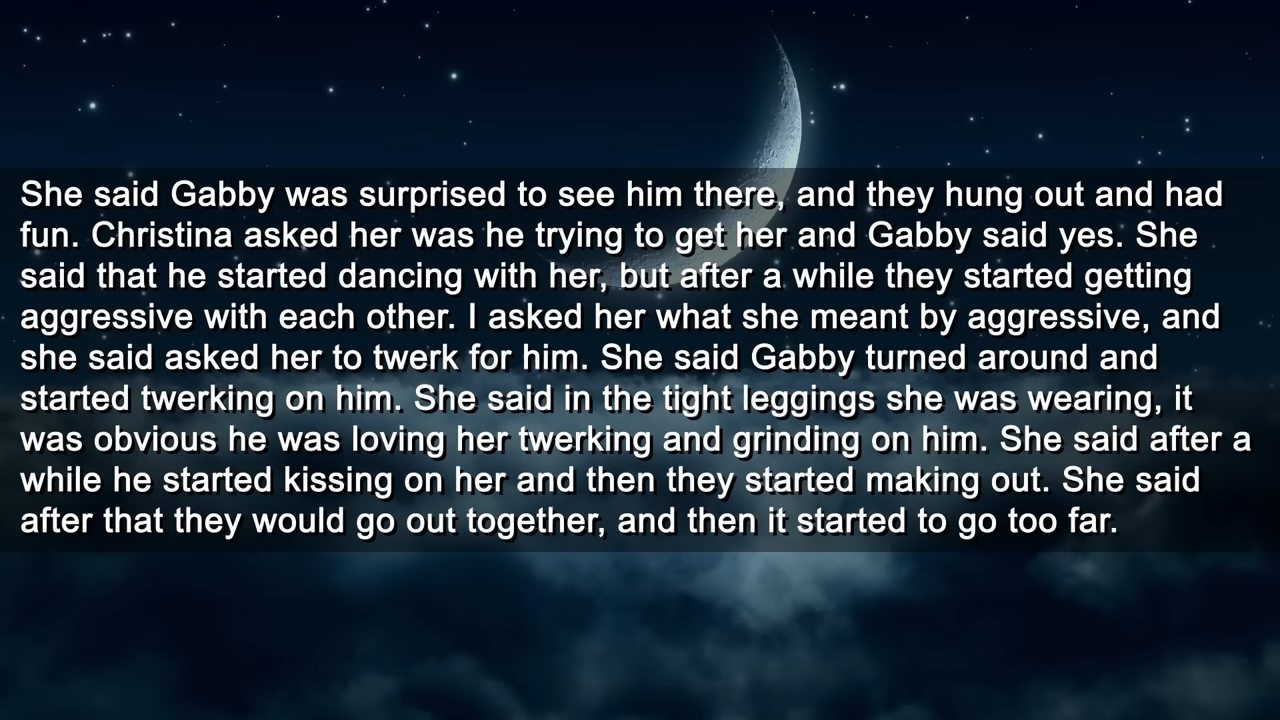 She said Gabby was surprised to see him there, and they hung out and had
fun. Christina asked her was he trying to get her and Gabby said yes. She
said that he started dancing with her, but after a while they started getting
aggressive with each other. I asked her what she meant by aggressive, and
she said asked her to twerk for him. She said Gabby turned around and
started twerking on him. She said in the tight leggings she was wearing, it
was obvious he was loving her twerking and grinding on him. She said after a
while he started kissing on her and then they started making out. She said
after that they would go out together, and then it started to go too far.